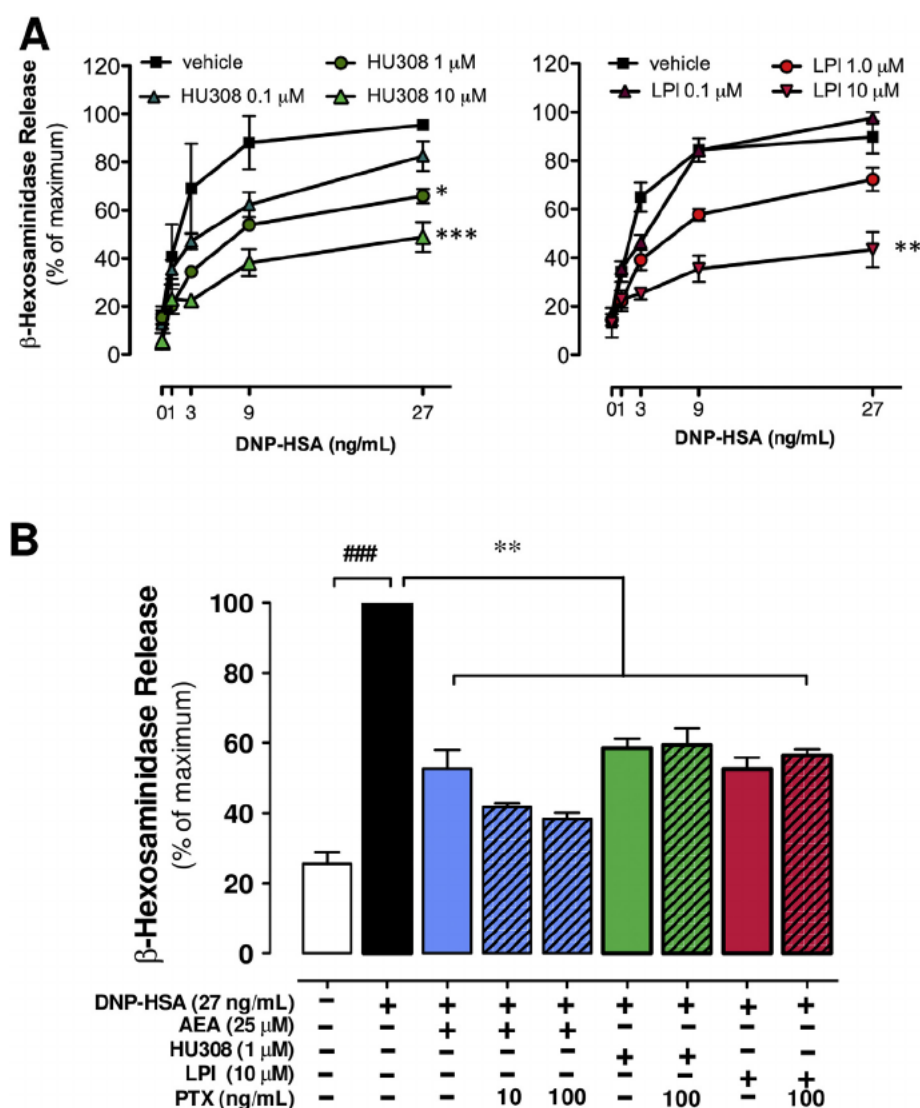 A
vehicle
HU308 1 μM
HU308 0.1 μM
HU308 10 μM
β-Hexosaminidase Release
(% of maximum)
120
100
80
60
40
20
0
*
***
0 1 3 9 27
DNP-HSA (ng/mL)
vehicle
LPI 1.0 μM
LPI 0.1 μM
LPI 10 μM
120
100
80
60
40
20
0
**
0 1 3 9 27
DNP-HSA (ng/mL)
B
###
**
β-Hexosaminidase Release
(% of maximum)
100
80
60
40
20
0
DNP-HSA (27 ng/mL) – + + + + + + + +
AEA (25 μM) – – + + + – – – –
HU308 (1 μM) – – – – – + + – –
LPI (10 μM) – – – – – – – + +
PTX (ng/mL) – – – 10 100 – 100 – 100